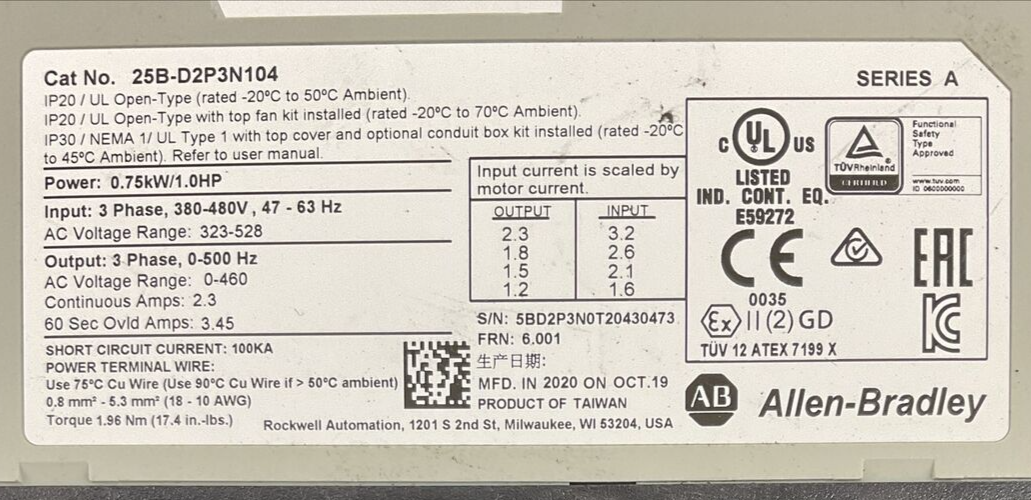 Cat No. 25B-D2P3N104
SERIES A
IP20 / UL Open-Type (rated -20°C to 50°C Ambient).
IP20 / UL Open-Type with top fan kit installed (rated -20°C to 70°C Ambient).
IP30 / NEMA 1/ UL Type 1 with top cover and optional conduit box kit installed (rated -20°C
to 45°C Ambient). Refer to user manual.
Power: 0.75kW/1.0HP
Input: 3 Phase, 380-480V , 47 - 63 Hz
AC Voltage Range: 323-528
Output: 3 Phase, 0-500 Hz
AC Voltage Range: 0-460
Continuous Amps: 2.3
60 Sec Ovld Amps: 3.45
SHORT CIRCUIT CURRENT: 100KA
POWER TERMINAL WIRE:
Use 75°C Cu Wire (Use 90°C Cu Wire if > 50°C ambient)
0.8 mm² - 5.3 mm² (18 - 10 AWG)
Torque 1.96 Nm (17.4 in.-lbs.)
Input current is scaled by
motor current.
OUTPUT INPUT
2.3 3.2
1.8 2.6
1.5 2.1
1.2 1.6
S/N: 5BD2P3N0T20430473
FRN: 6.001
生产日期:
MFD. IN 2020 ON OCT.19
PRODUCT OF TAIWAN
Rockwell Automation, 1201 S 2nd St, Milwaukee, WI 53204, USA
C UL US
LISTED
IND. CONT. EQ.
E59272
TÜVRheinland
CERTIFIED
Functional
Safety
Type
Approved
www.tuv.com
ID 0600000000
CE
EAC
0035
Ex II (2) GD
TÜV 12 ATEX 7199 X
AB Allen-Bradley